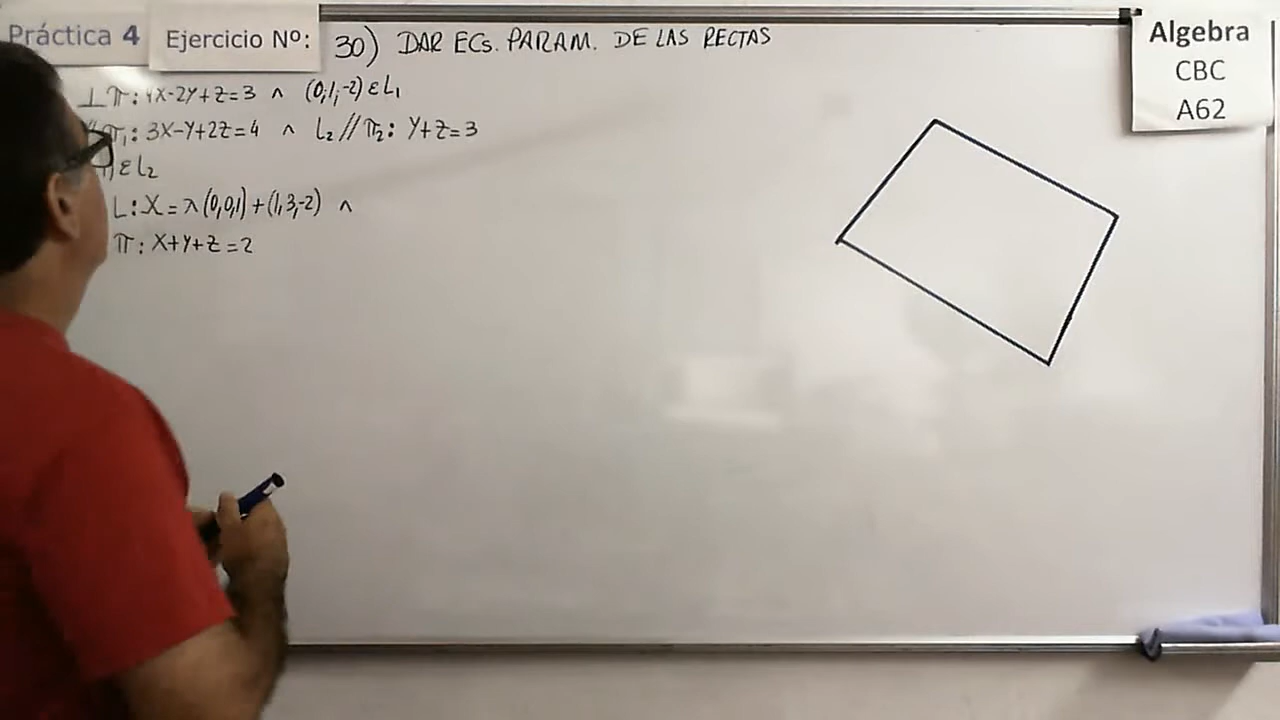 Práctica 4
Ejercicio Nº:
30) DAR ECs. PARAM. DE LAS RECTAS
Algebra
CBC
A62
⊥ π: 4X-2Y+Z=3 ∧ (0,1,-2) ε L₁
π₁: 3X-Y+2Z=4 ∧ L₂ // π₂: Y+Z=3
) ε L₂
L: X = λ (0,0,1) + (1,3,-2) ∧
π: X+Y+Z=2